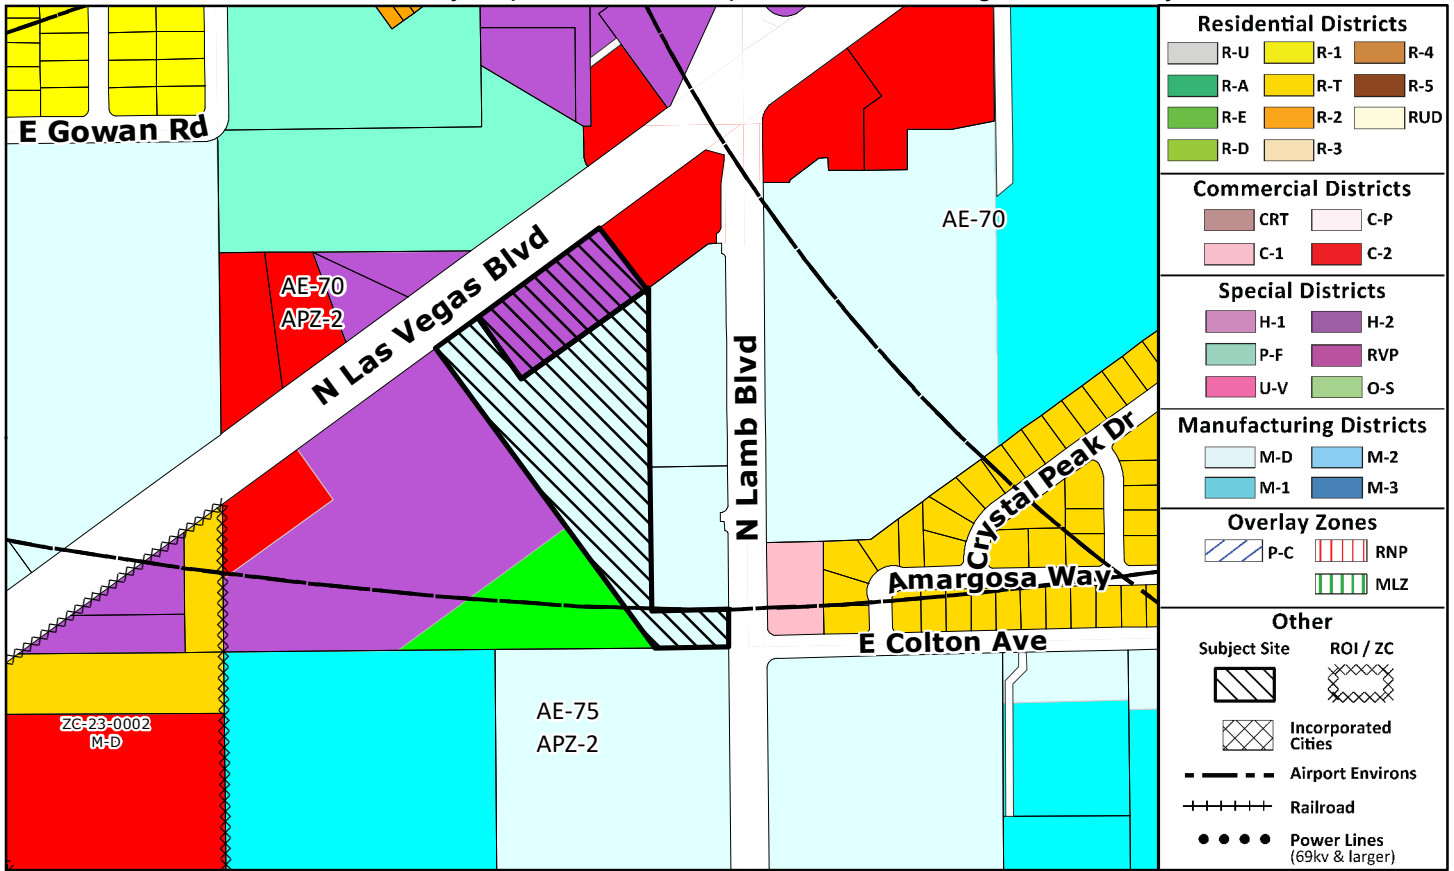 E Gowan Rd
AE-70
AE-70
APZ-2
N Las Vegas Blvd
N Lamb Blvd
Crystal Peak Dr
Amargosa Way
E Colton Ave
AE-75
APZ-2
ZC-23-0002
M-D
Residential Districts
R-U R-1 R-4
R-A R-T R-5
R-E R-2 RUD
R-D R-3
Commercial Districts
CRT C-P
C-1 C-2
Special Districts
H-1 H-2
P-F RVP
U-V O-S
Manufacturing Districts
M-D M-2
M-1 M-3
Overlay Zones
P-C RNP
MLZ
Other
Subject Site ROI / ZC
Incorporated
Cities
Airport Environs
Railroad
Power Lines
(69kv & larger)